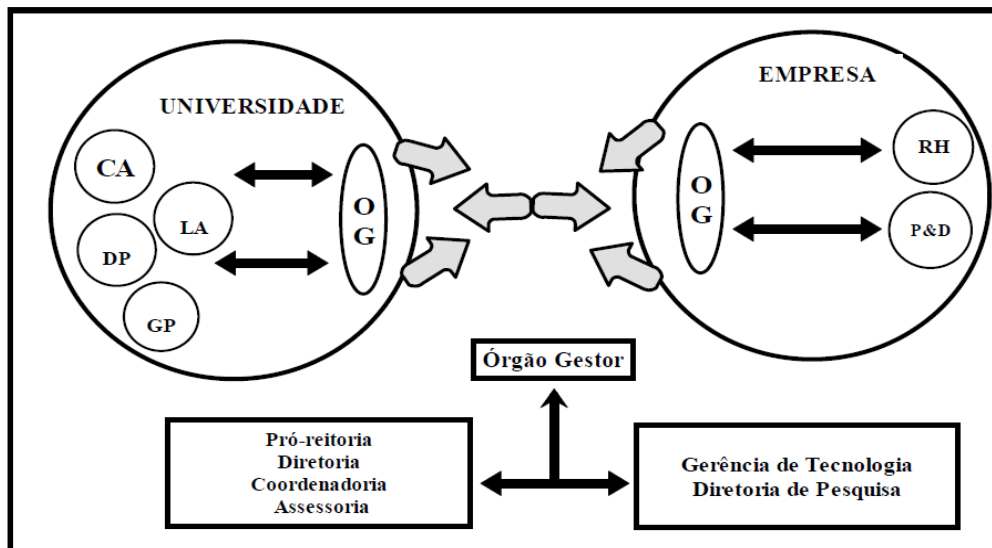 UNIVERSIDADE
CA
LA
DP
GP
O
G
EMPRESA
O
G
RH
P&D
Órgão Gestor
Pró-reitoria
Diretoria
Coordenadoria
Assessoria
Gerência de Tecnologia
Diretoria de Pesquisa